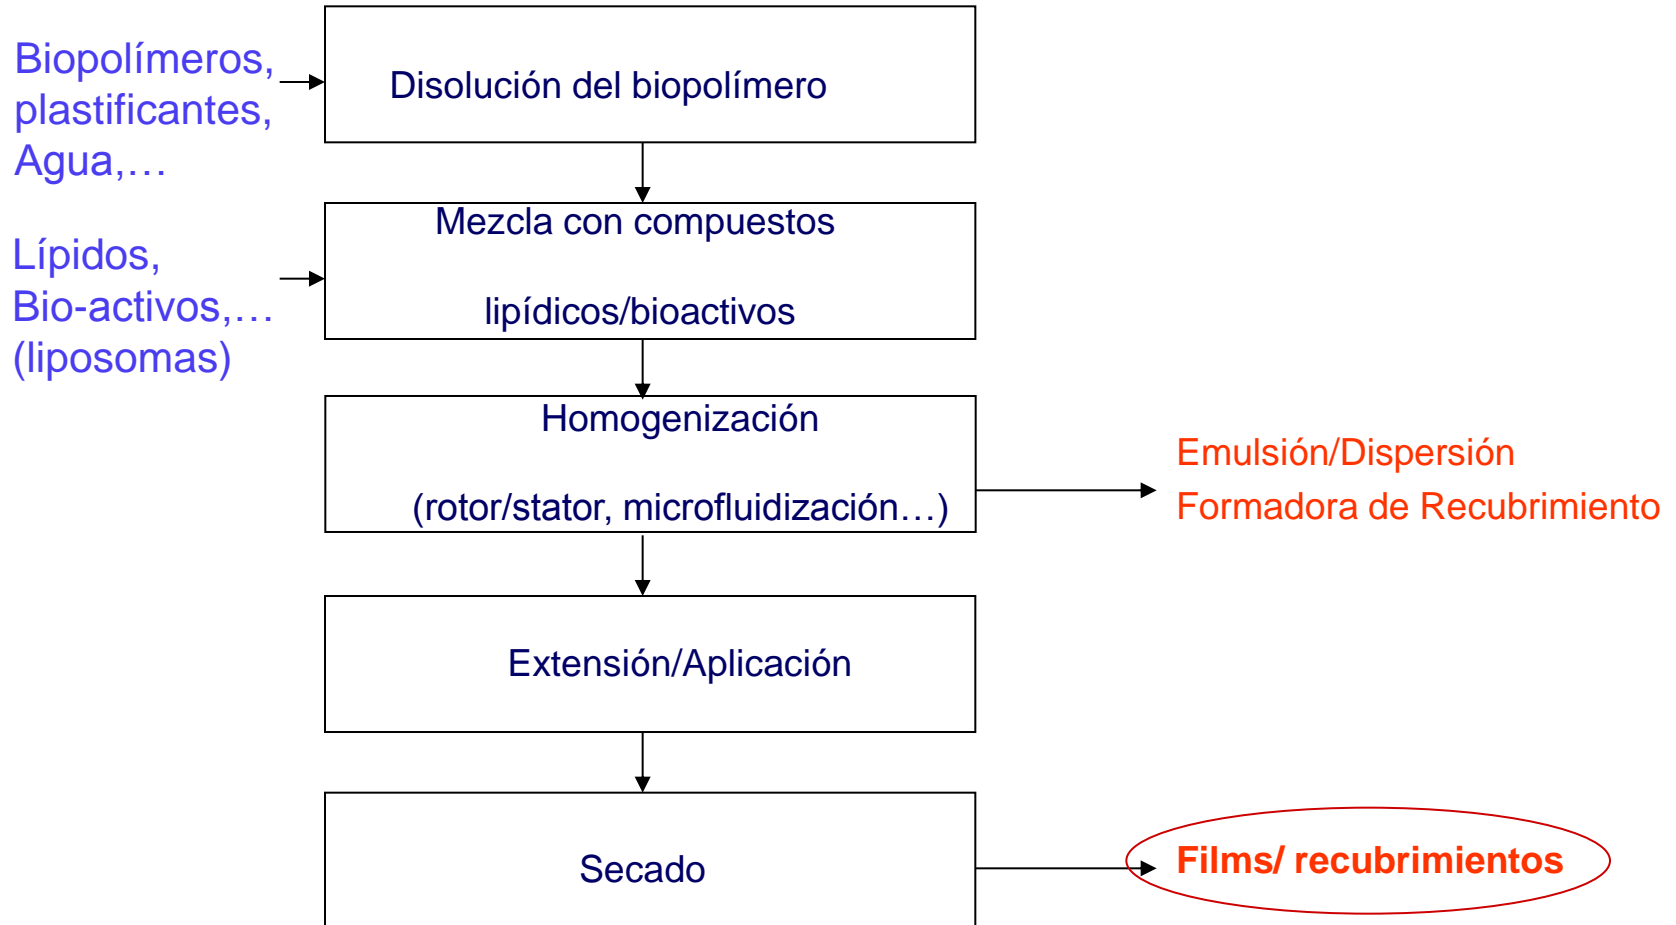 Biopolímeros,
plastificantes,
Agua,…
Disolución del biopolímero
Lípidos,
Bio-activos,…
(liposomas)
Mezcla con compuestos
lipídicos/bioactivos
Homogenización
(rotor/stator, microfluidización…)
Emulsión/Dispersión
Formadora de Recubrimiento
Extensión/Aplicación
Secado
Films/ recubrimientos